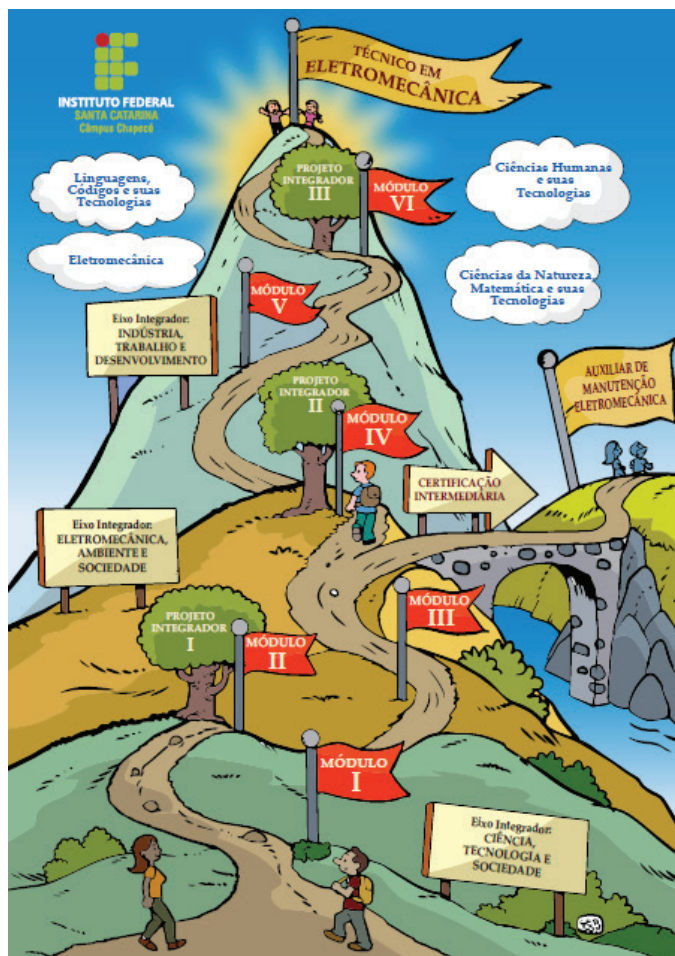 TÉCNICO EM
ELETROMECÂNICA
INSTITUTO FEDERAL
SANTA CATARINA
Câmpus Chapecó
Linguagens,
Códigos e suas
Tecnologias
PROJETO
INTEGRADOR
III
MÓDULO
VI
Ciências Humanas
e suas
Tecnologias
Eletromecânica
Ciências da Natureza,
Matemática e suas
Tecnologias
MÓDULO
V
Eixo Integrador:
INDÚSTRIA,
TRABALHO E
DESENVOLVIMENTO
AUXILIAR DE
MANUTENÇÃO
ELETROMECÂNICA
PROJETO
INTEGRADOR
II
MÓDULO
IV
CERTIFICAÇÃO
INTERMEDIÁRIA
Eixo Integrador:
ELETROMECÂNICA,
AMBIENTE E
SOCIEDADE
MÓDULO
III
PROJETO
INTEGRADOR
I
MÓDULO
II
MÓDULO
I
Eixo Integrador:
CIÊNCIA,
TECNOLOGIA E
SOCIEDADE